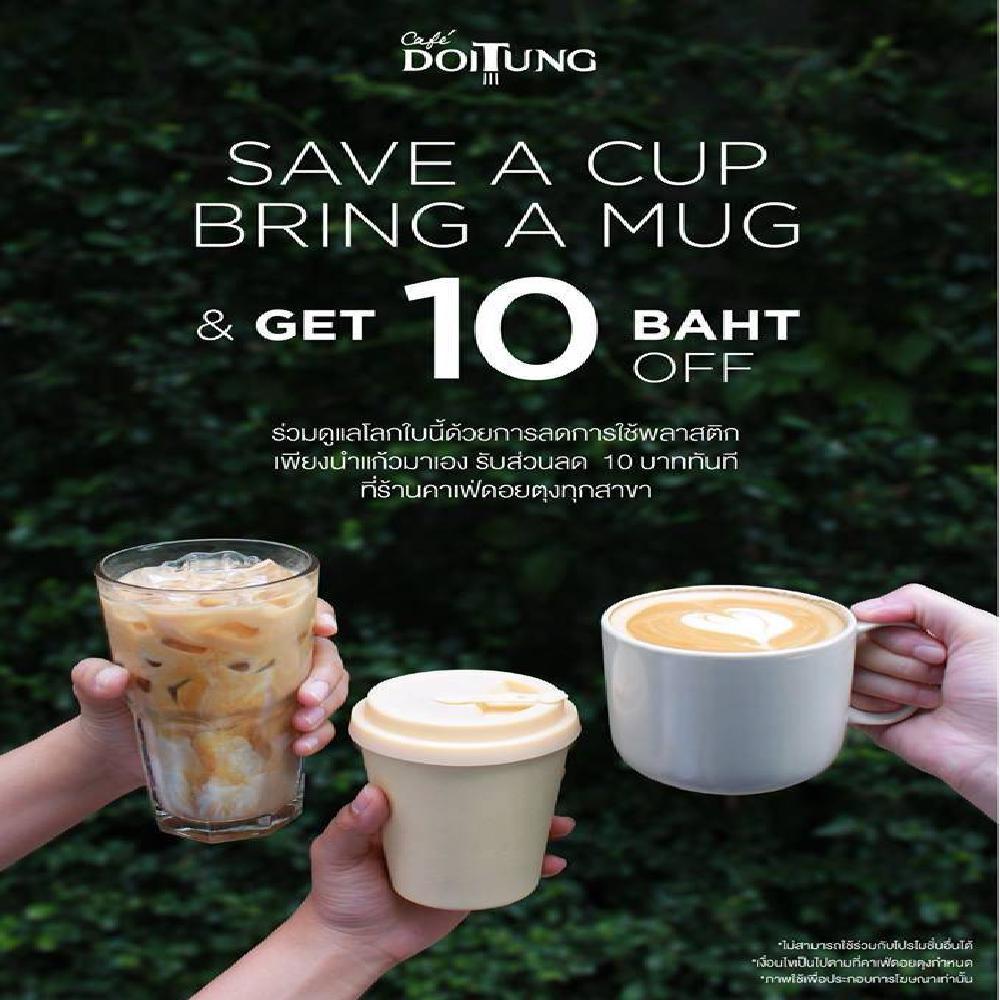 Café
DOITUNG
SAVE A CUP
BRING A MUG
& GET 10 BAHT
OFF
ร่วมดูแลโลกใบนี้ด้วยการลดการใช้พลาสติก
เพียงนำแก้วมาเอง รับส่วนลด 10 บาททันที
ที่ร้านคาเฟ่ดอยตุงทุกสาขา
*ไม่สามารถใช้ร่วมกับโปรโมชั่นอื่นได้
*เงื่อนไขเป็นไปตามที่คาเฟ่ดอยตุงกำหนด
*ภาพใช้เพื่อประกอบการโฆษณาเท่านั้น